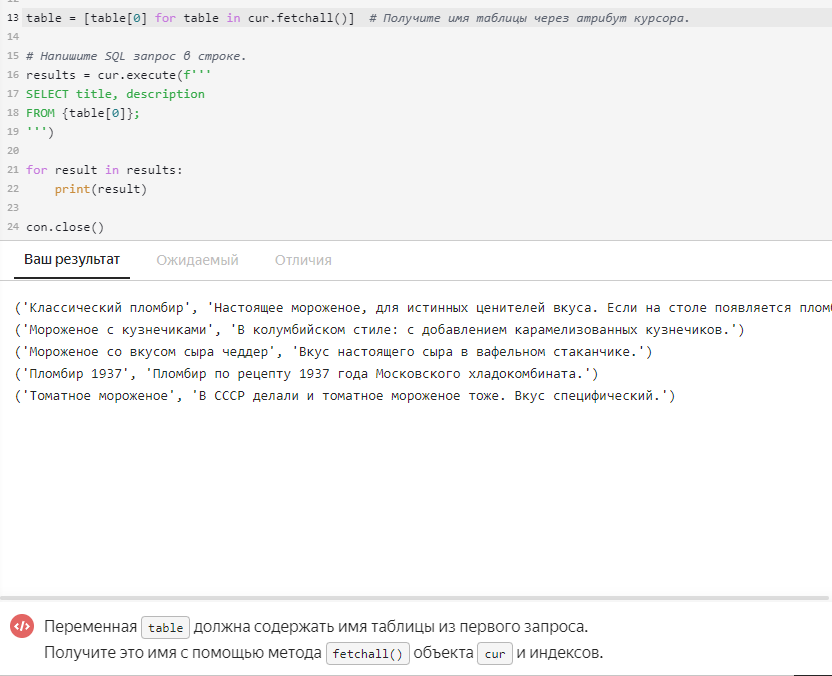 13 table = [table[0] for table in cur.fetchall()]  # Получите имя таблицы через атрибут курсора.
14
15 # Напишите SQL запрос в строке.
16 results = cur.execute(f'''
17 SELECT title, description
18 FROM {table[0]};
19 ''')
20
21 for result in results:
22     print(result)
23
24 con.close()
Ваш результат Ожидаемый Отличия
('Классический пломбир', 'Настоящее мороженое, для истинных ценителей вкуса. Если на столе появляется плом
('Мороженое с кузнечиками', 'В колумбийском стиле: с добавлением карамелизованных кузнечиков.')
('Мороженое со вкусом сыра чеддер', 'Вкус настоящего сыра в вафельном стаканчике.')
('Пломбир 1937', 'Пломбир по рецепту 1937 года Московского хладокомбината.')
('Томатное мороженое', 'В СССР делали и томатное мороженое тоже. Вкус специфический.')
</> Переменная table должна содержать имя таблицы из первого запроса.
Получите это имя с помощью метода fetchall() объекта cur и индексов.